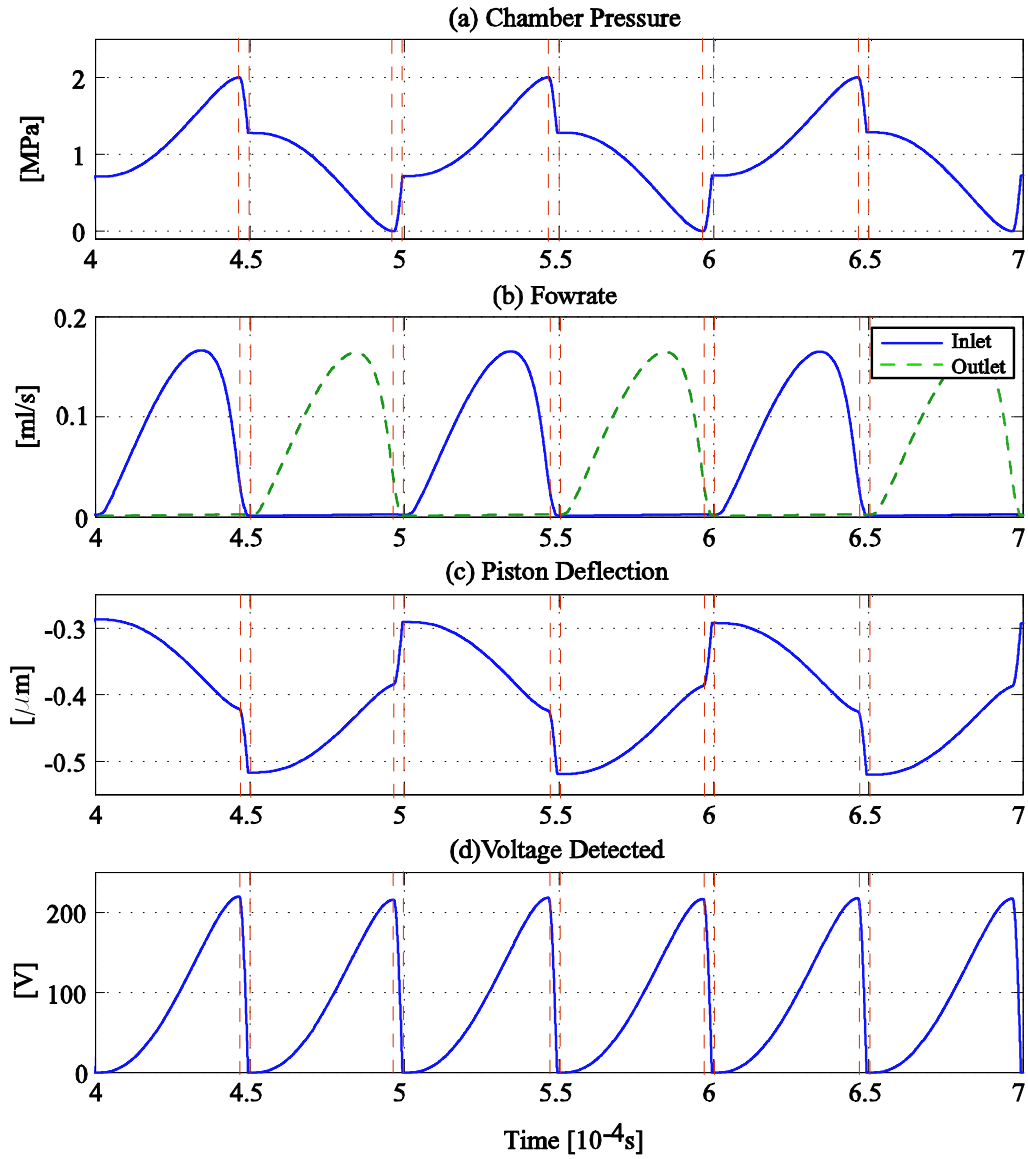 (a) Chamber Pressure
[MPa]
2
1
0
4 4.5 5 5.5 6 6.5 7
(b) Fowrate
[ml/s]
0.2
0.1
0
Inlet
Outlet
4 4.5 5 5.5 6 6.5 7
(c) Piston Deflection
[/μm]
-0.3
-0.4
-0.5
4 4.5 5 5.5 6 6.5 7
(d)Voltage Detected
[V]
200
100
0
4 4.5 5 5.5 6 6.5 7
Time [10-4s]